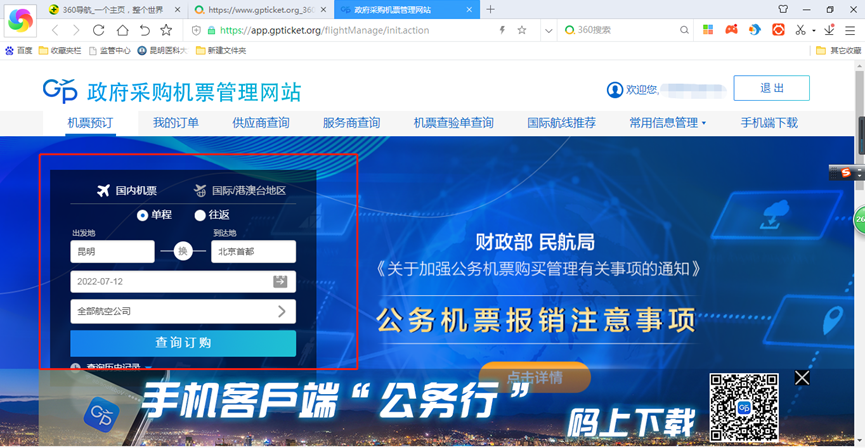 360导航_一个主页，整个世界
https://www.gpticket.org_360
政府采购机票管理网站
https://app.gpticket.org/flightManage/init.action
360搜索
百度
收藏夹栏
监管中心
昆明医科大
新建文件夹
其它收藏
Gp 政府采购机票管理网站
欢迎您,
退 出
机票预订
我的订单
供应商查询
服务商查询
机票查验单查询
国际航线推荐
常用信息管理
手机端下载
国内机票
国际/港澳台地区
单程
往返
出发地
到达地
昆明
换
北京首都
2022-07-12
全部航空公司
查询订购
查询历史记录
财政部 民航局
《关于加强公务机票购买管理有关事项的通知》
公务机票报销注意事项
点击详情
手机客户端“公务行”
码上下载
26